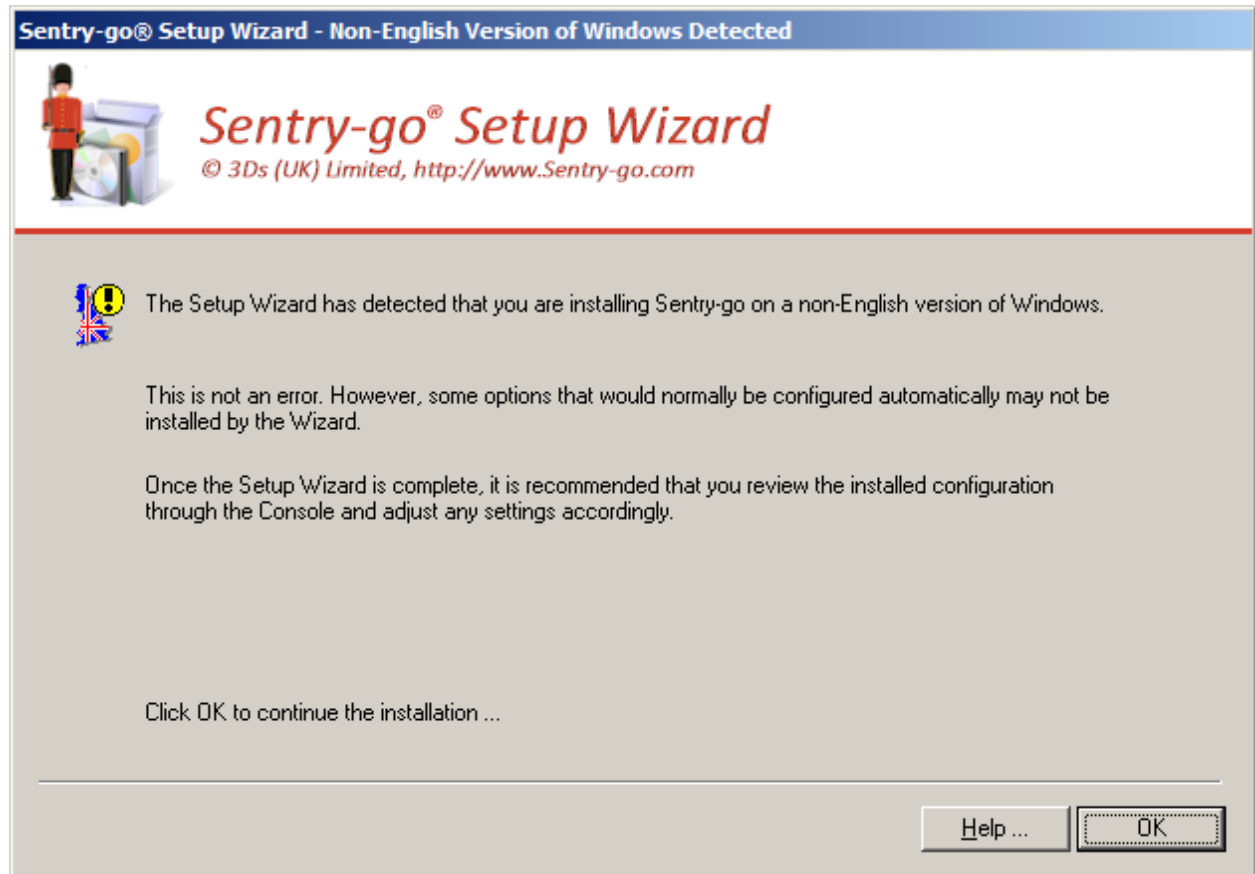 Sentry-go® Setup Wizard - Non-English Version of Windows Detected
Sentry-go® Setup Wizard
© 3Ds (UK) Limited, http://www.Sentry-go.com
The Setup Wizard has detected that you are installing Sentry-go on a non-English version of Windows.
This is not an error. However, some options that would normally be configured automatically may not be
installed by the Wizard.
Once the Setup Wizard is complete, it is recommended that you review the installed configuration
through the Console and adjust any settings accordingly.
Click OK to continue the installation ...
Help ... OK